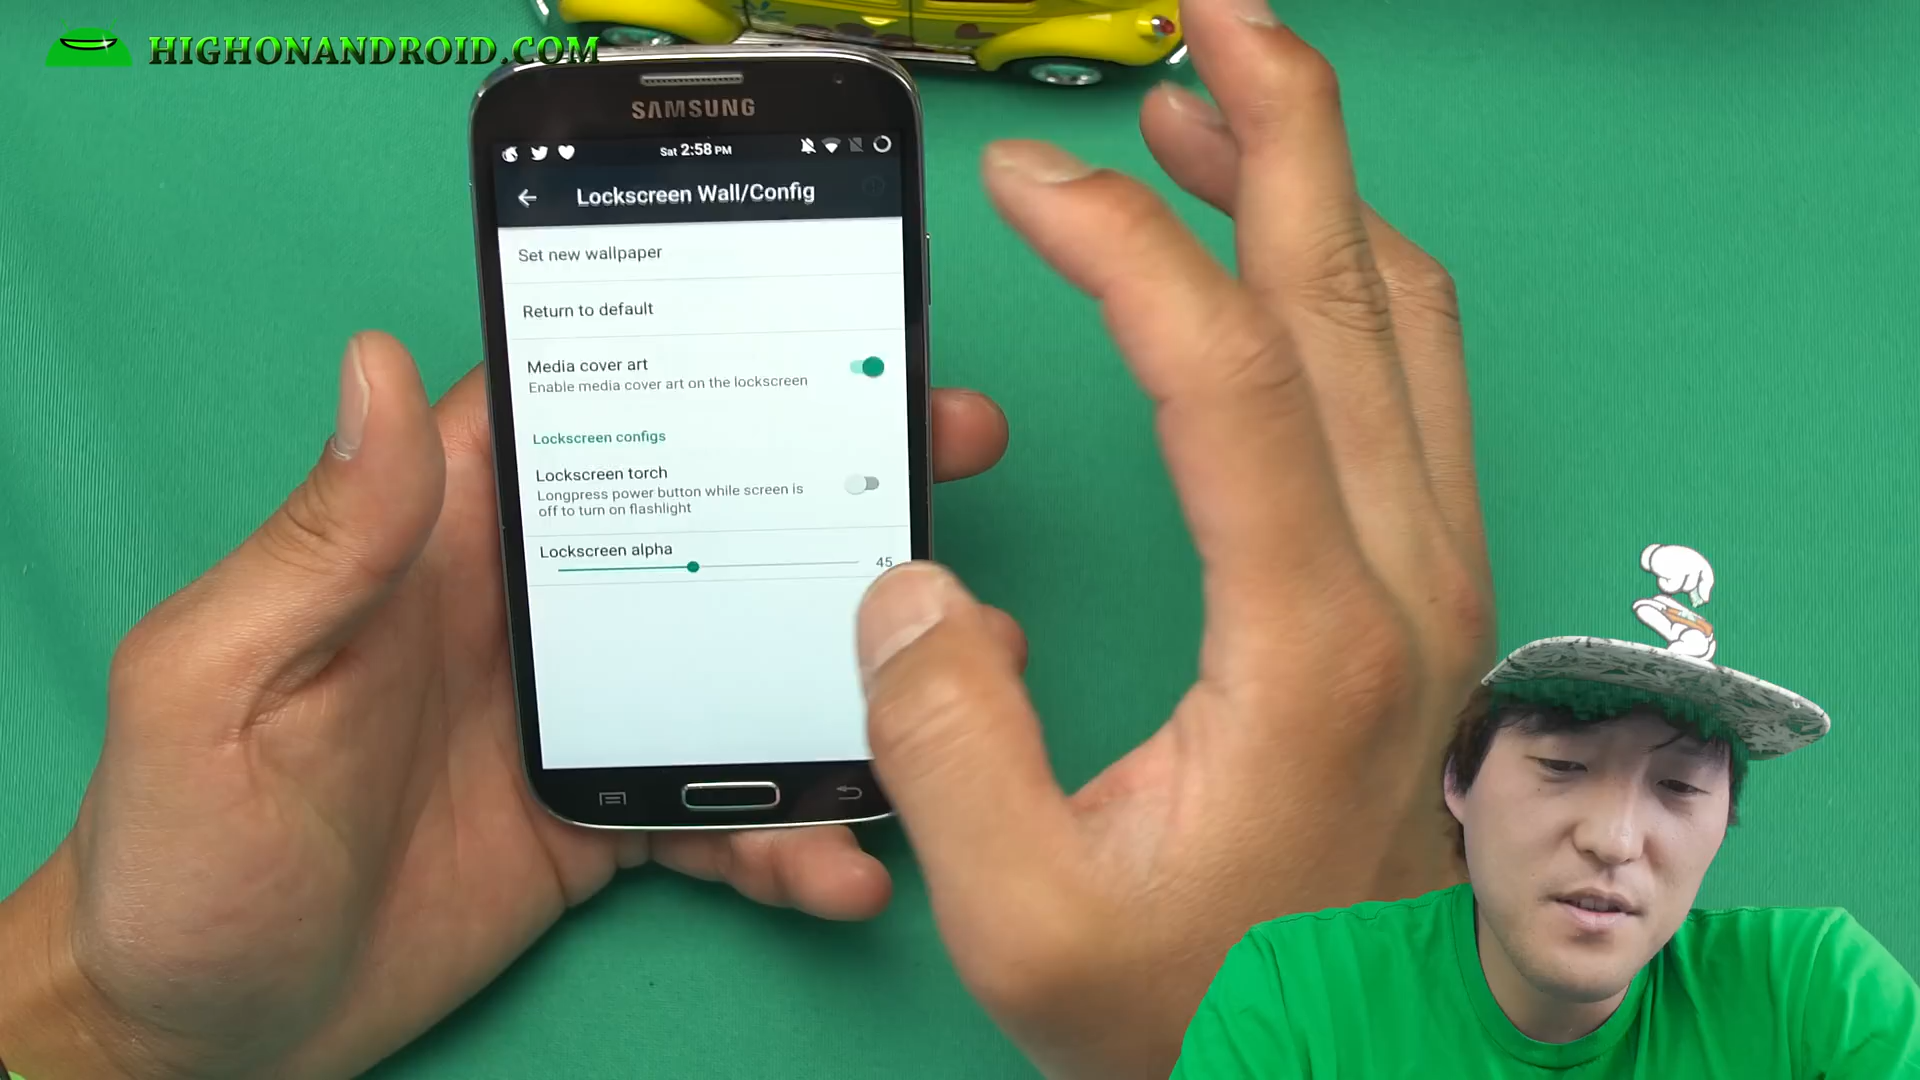 HIGHONANDROID.COM
SAMSUNG
Sat 2:58 PM
Lockscreen Wall/Config
Set new wallpaper
Return to default
Media cover art
Enable media cover art on the lockscreen
Lockscreen configs
Lockscreen torch
Longpress power button while screen is
off to turn on flashlight
Lockscreen alpha
45